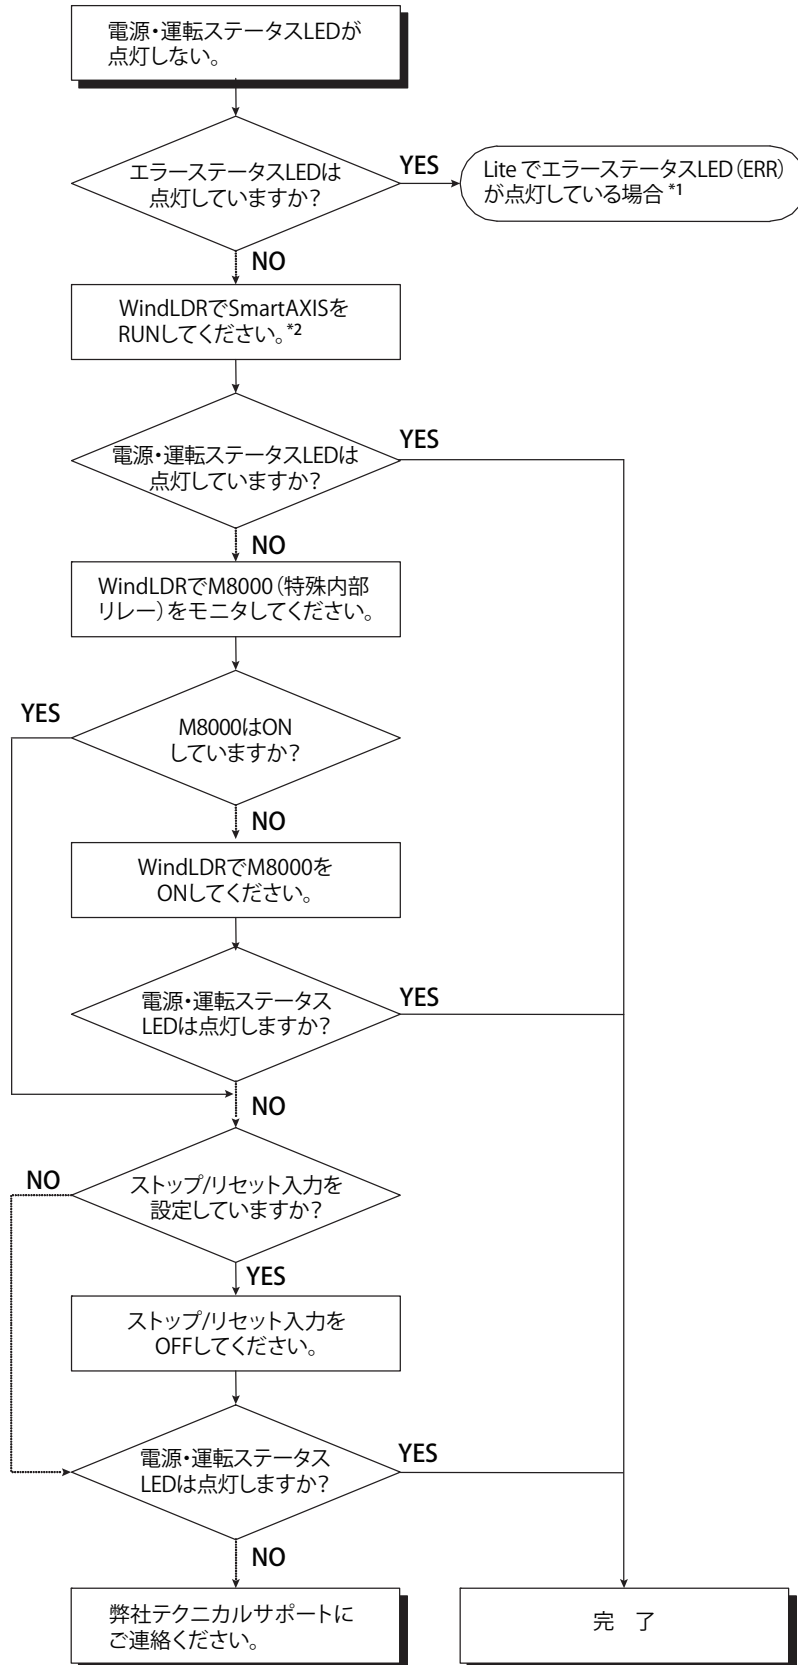 電源・運転ステータスLEDが
点灯しない。
エラーステータスLEDは
点灯していますか？
YES
Lite でエラーステータスLED（ERR）
が点灯している場合 *1
NO
WindLDRでSmartAXISを
RUNしてください。*2
電源・運転ステータスLEDは
点灯していますか？
YES
NO
WindLDRでM8000（特殊内部
リレー）をモニタしてください。
YES
M8000はON
していますか？
NO
WindLDRでM8000を
ONしてください。
電源・運転ステータス
LEDは点灯しますか？
YES
NO
NO
ストップ/リセット入力を
設定していますか？
YES
ストップ/リセット入力を
OFFしてください。
電源・運転ステータス
LEDは点灯しますか？
YES
NO
弊社テクニカルサポートに
ご連絡ください。
完　了